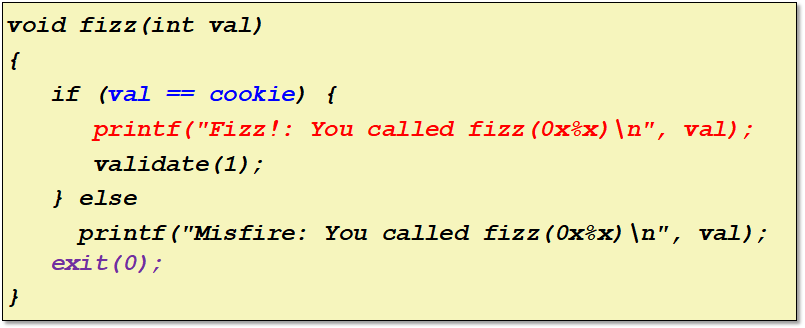 void fizz(int val)
{
if (val == cookie) {
printf("Fizz!: You called fizz(0x%x)\n", val);
validate(1);
} else
printf("Misfire: You called fizz(0x%x)\n", val);
exit(0);
}